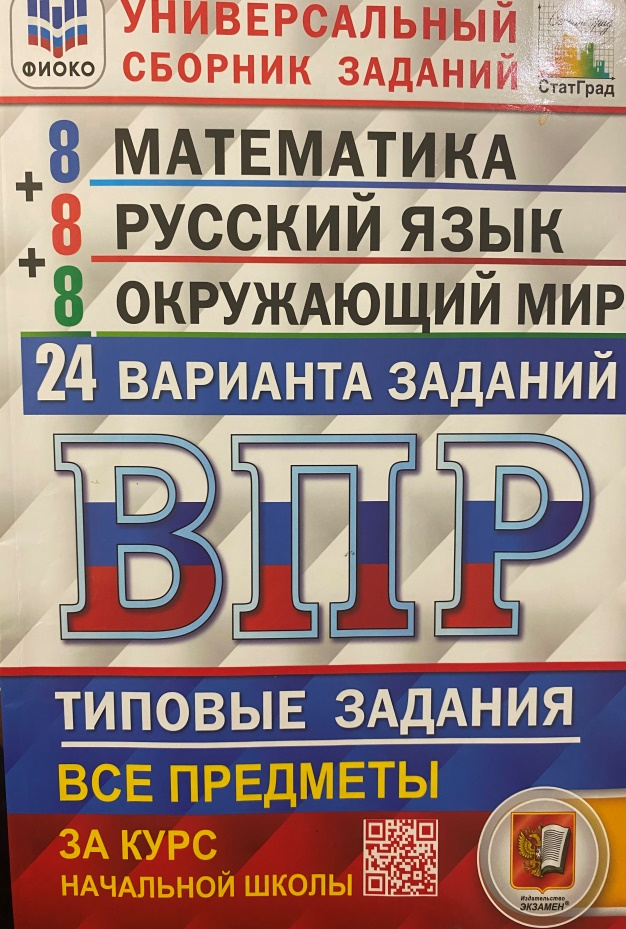 ФИОКО
УНИВЕРСАЛЬНЫЙ
СБОРНИК ЗАДАНИЙ
СтатГрад
8 МАТЕМАТИКА
+
8 РУССКИЙ ЯЗЫК
+
8 ОКРУЖАЮЩИЙ МИР
24 ВАРИАНТА ЗАДАНИЙ
ВПР
ТИПОВЫЕ ЗАДАНИЯ
ВСЕ ПРЕДМЕТЫ
ЗА КУРС
НАЧАЛЬНОЙ ШКОЛЫ
Издательство
ЭКЗАМЕН®